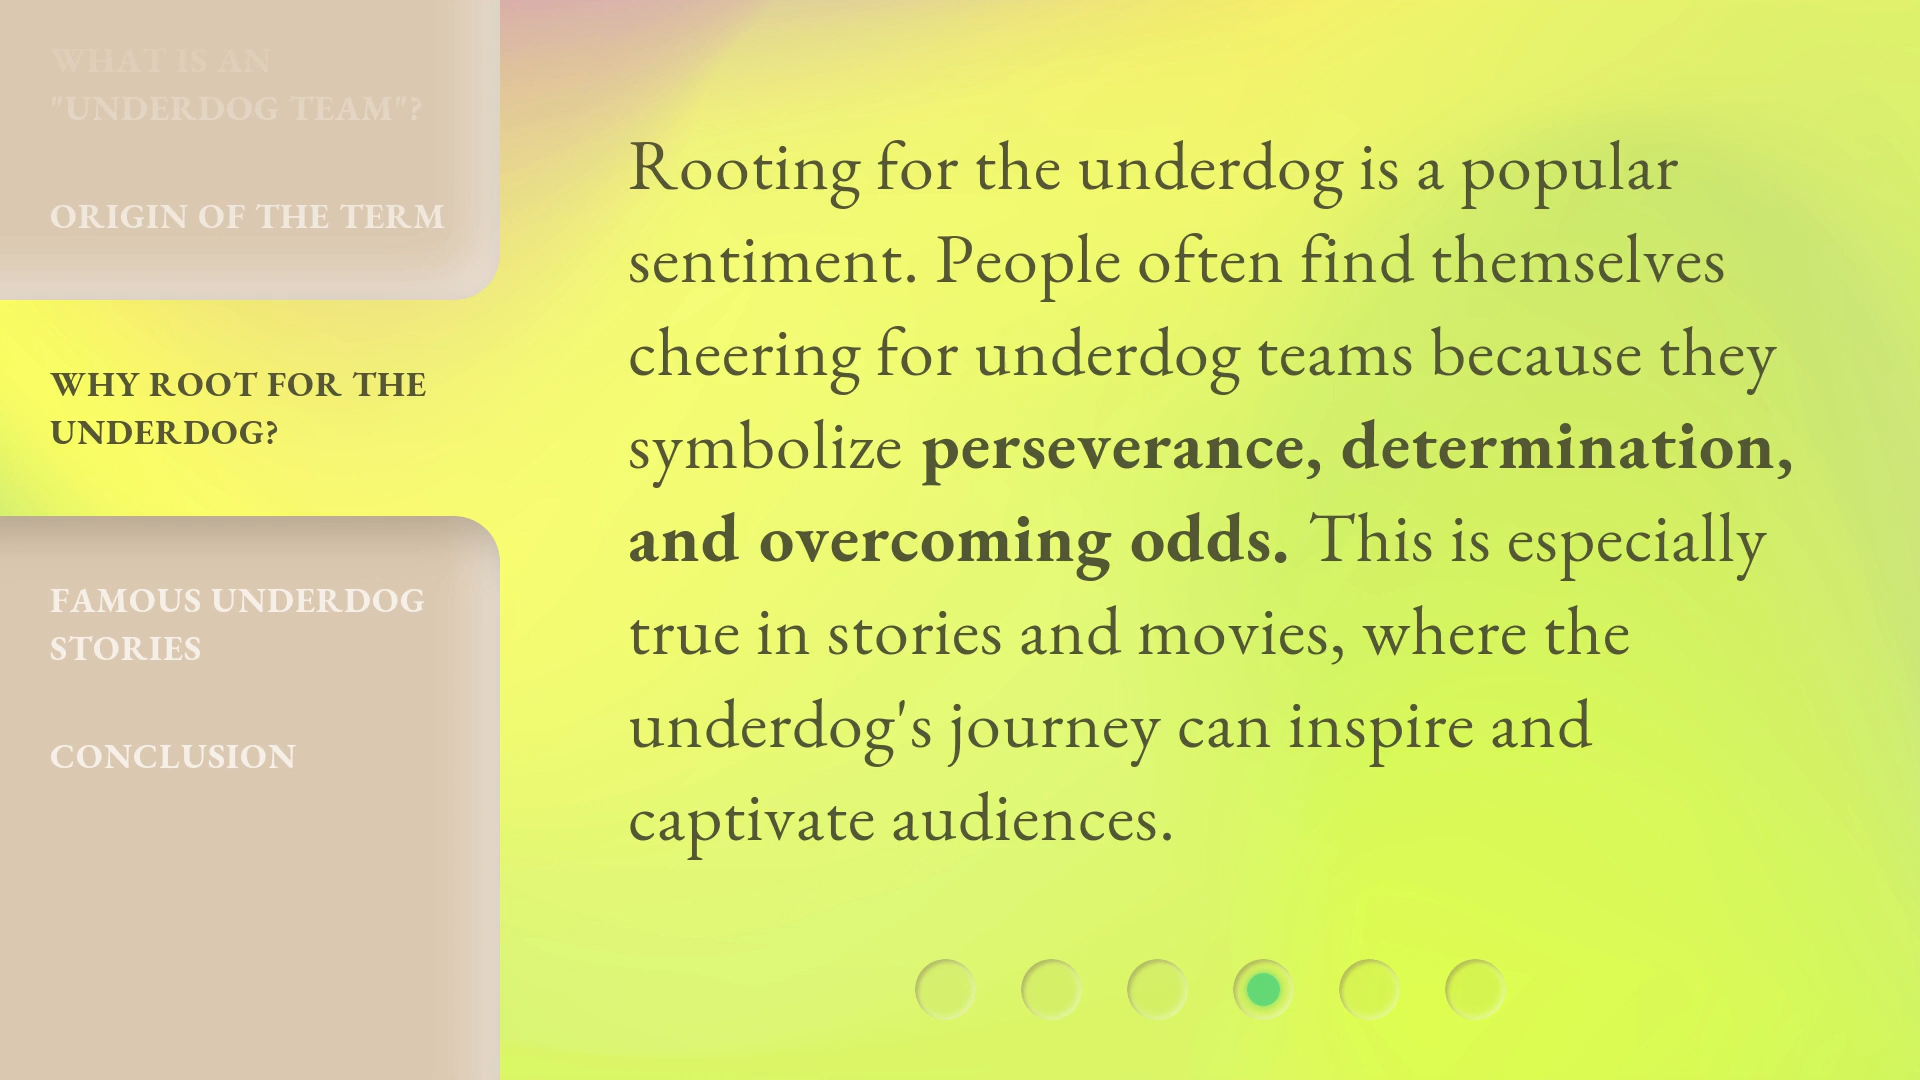 WHAT IS AN
"UNDERDOG TEAM"?
ORIGIN OF THE TERM
WHY ROOT FOR THE
UNDERDOG?
FAMOUS UNDERDOG
STORIES
CONCLUSION
Rooting for the underdog is a popular
sentiment. People often find themselves
cheering for underdog teams because they
symbolize perseverance, determination,
and overcoming odds. This is especially
true in stories and movies, where the
underdog's journey can inspire and
captivate audiences.